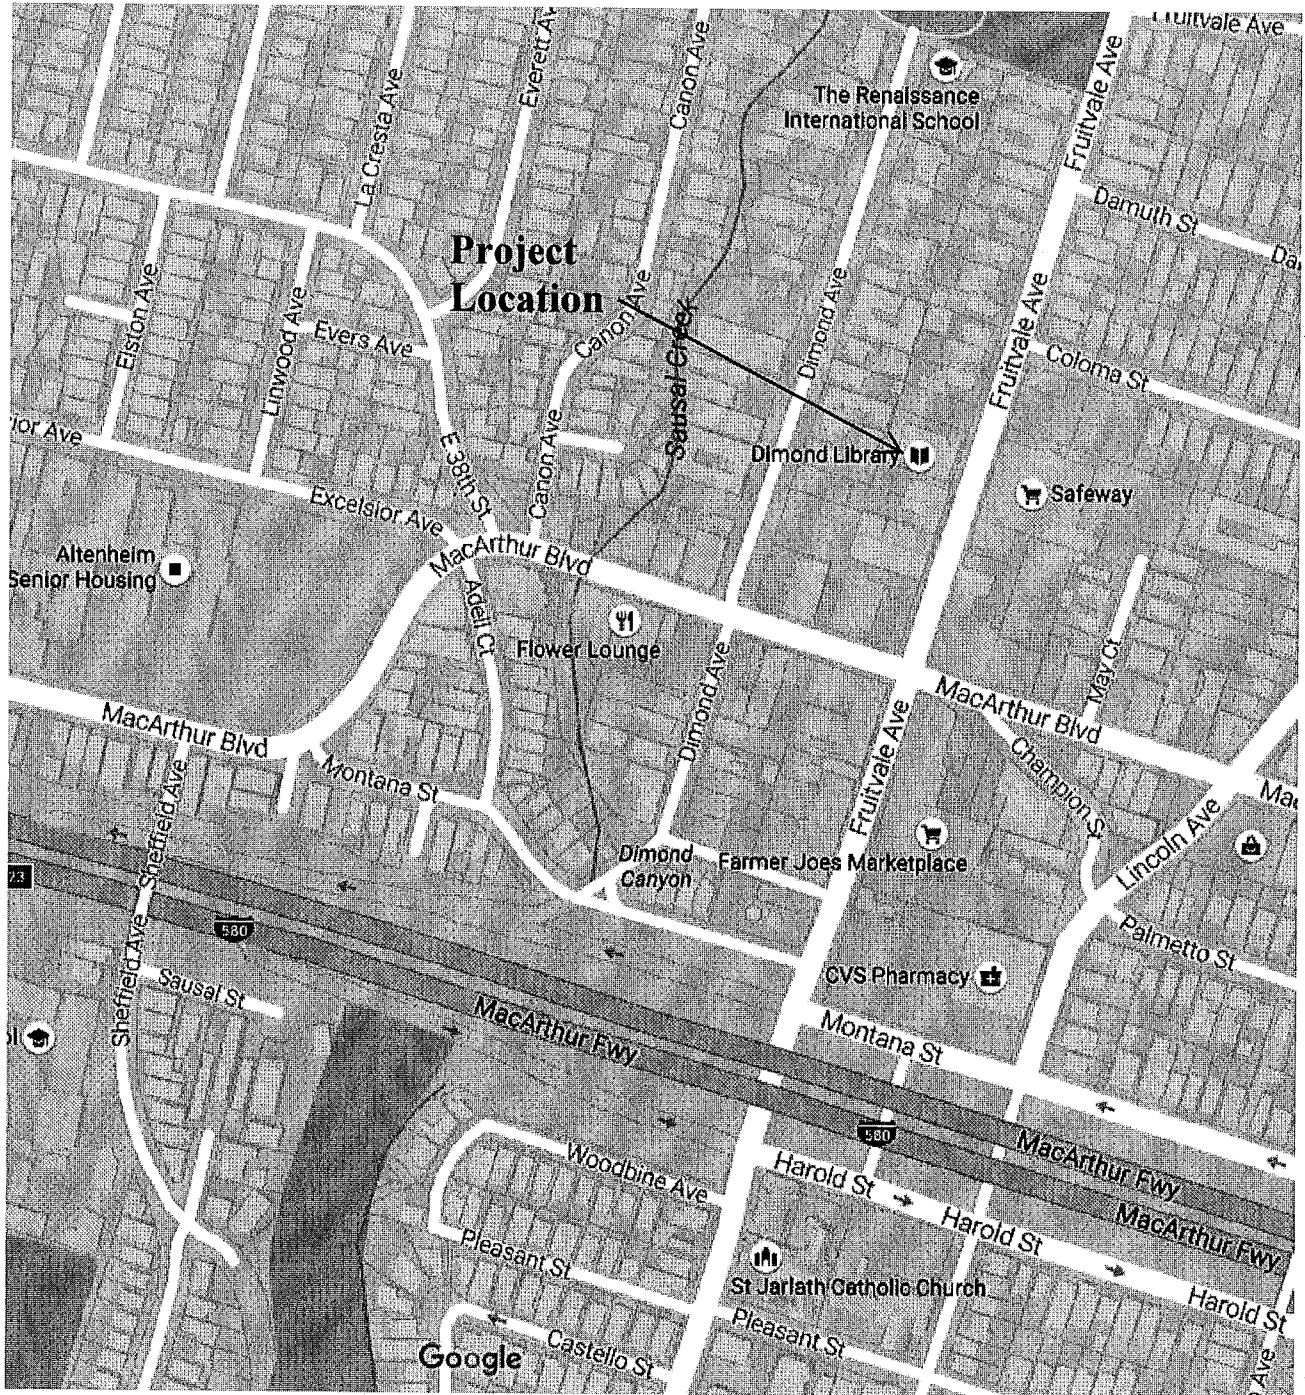 Fruitvale Ave
Everett Av
Canon Ave
La Cresta Ave
Fruitvale Ave
The Renaissance
International School
Damuth St
Da
Project
Location
Elston Ave
Linwood Ave
Evers Ave
Canon Ave
Sausal Creek
Dimond Ave
Fruitvale Ave
Coloma St
ior Ave
E 38th St
Canon Ave
Dimond Library
Safeway
Excelsior Ave
MacArthur Blvd
Altenheim
Senior Housing
Adell Ct
Flower Lounge
Dimond Ave
May Ct
MacArthur Blvd
MacArthur Blvd
Montana St
Fruitvale Ave
Champion St
Mac
Sheffield Ave
Dimond
Canyon
Farmer Joes Marketplace
Lincoln Ave
23
580
Sheffield Ave
Palmetto St
Sausal St
CVS Pharmacy
MacArthur Fwy
Montana St
ol
580
MacArthur Fwy
Woodbine Ave
Harold St
Harold St
MacArthur Fwy
Pleasant St
St Jarlath Catholic Church
Harold St
Pleasant St
Google
Castello St
Ave